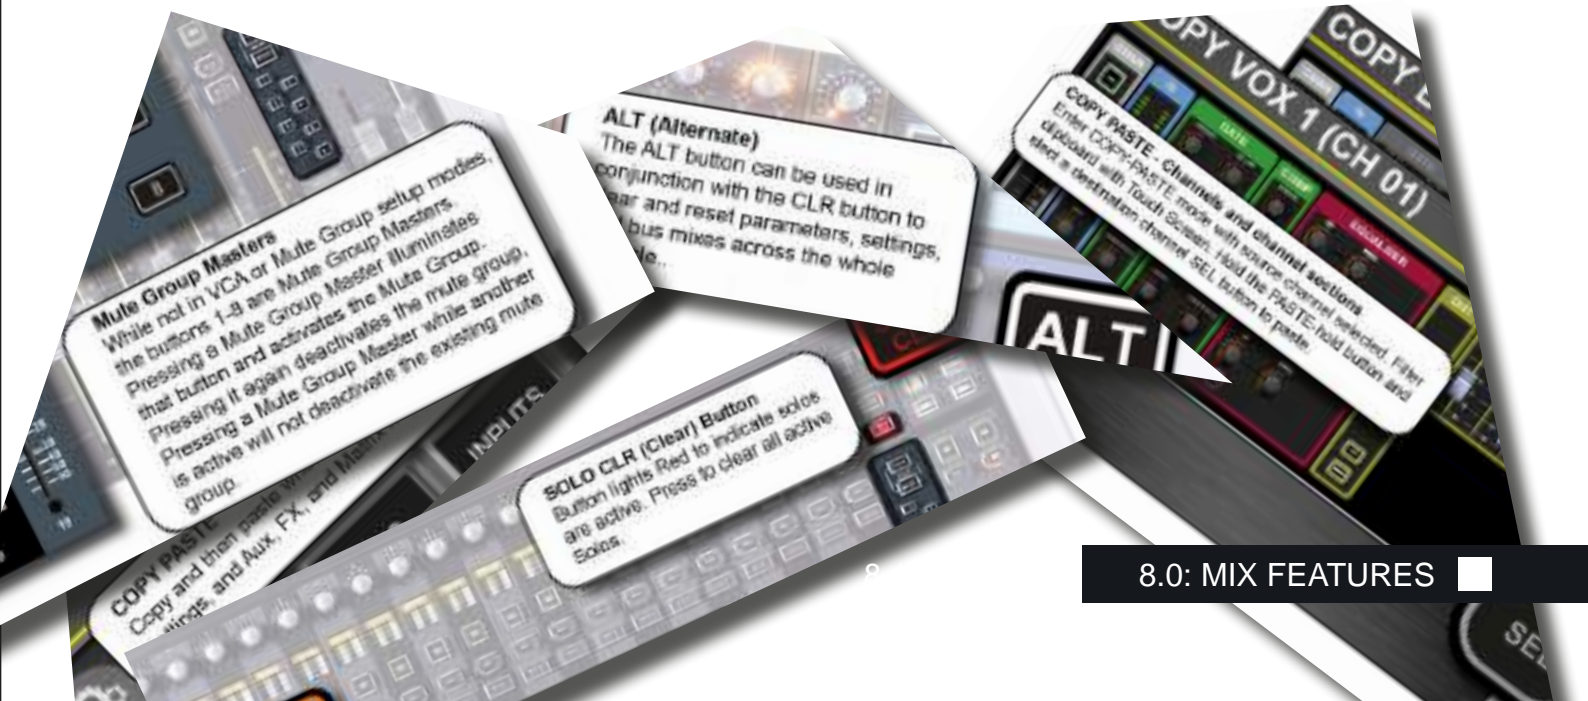 Mute Group Masters
While not in VCA or Mute Group setup modes,
the buttons 1-8 are Mute Group Masters.
Pressing a Mute Group Master illuminates
that button and activates the Mute Group.
Pressing it again deactivates the mute group.
Pressing a Mute Group Master while another
is active will not deactivate the existing mute
group.
ALT (Alternate)
The ALT button can be used in
conjunction with the CLR button to
ear and reset parameters, settings,
bus mixes across the whole
ALT
COPY VOX 1 (CH 01)
COPY
GATE
COMP
EQUALISER
COPY PASTE - Channels and channel sections
Enter COPY-PASTE mode with source channel selected. Filter
clipboard with Touch Screen. Hold the PASTE-hold button and
elect a destination channel SEL button to paste.
INPUTS
COPY PASTE
Copy and then paste
ttings, and Aux, FX, and Matrix
SOLO CLR (Clear) Button
Button lights Red to indicate solos
are active. Press to clear all active
Solos.
8
8.0: MIX FEATURES
SEL